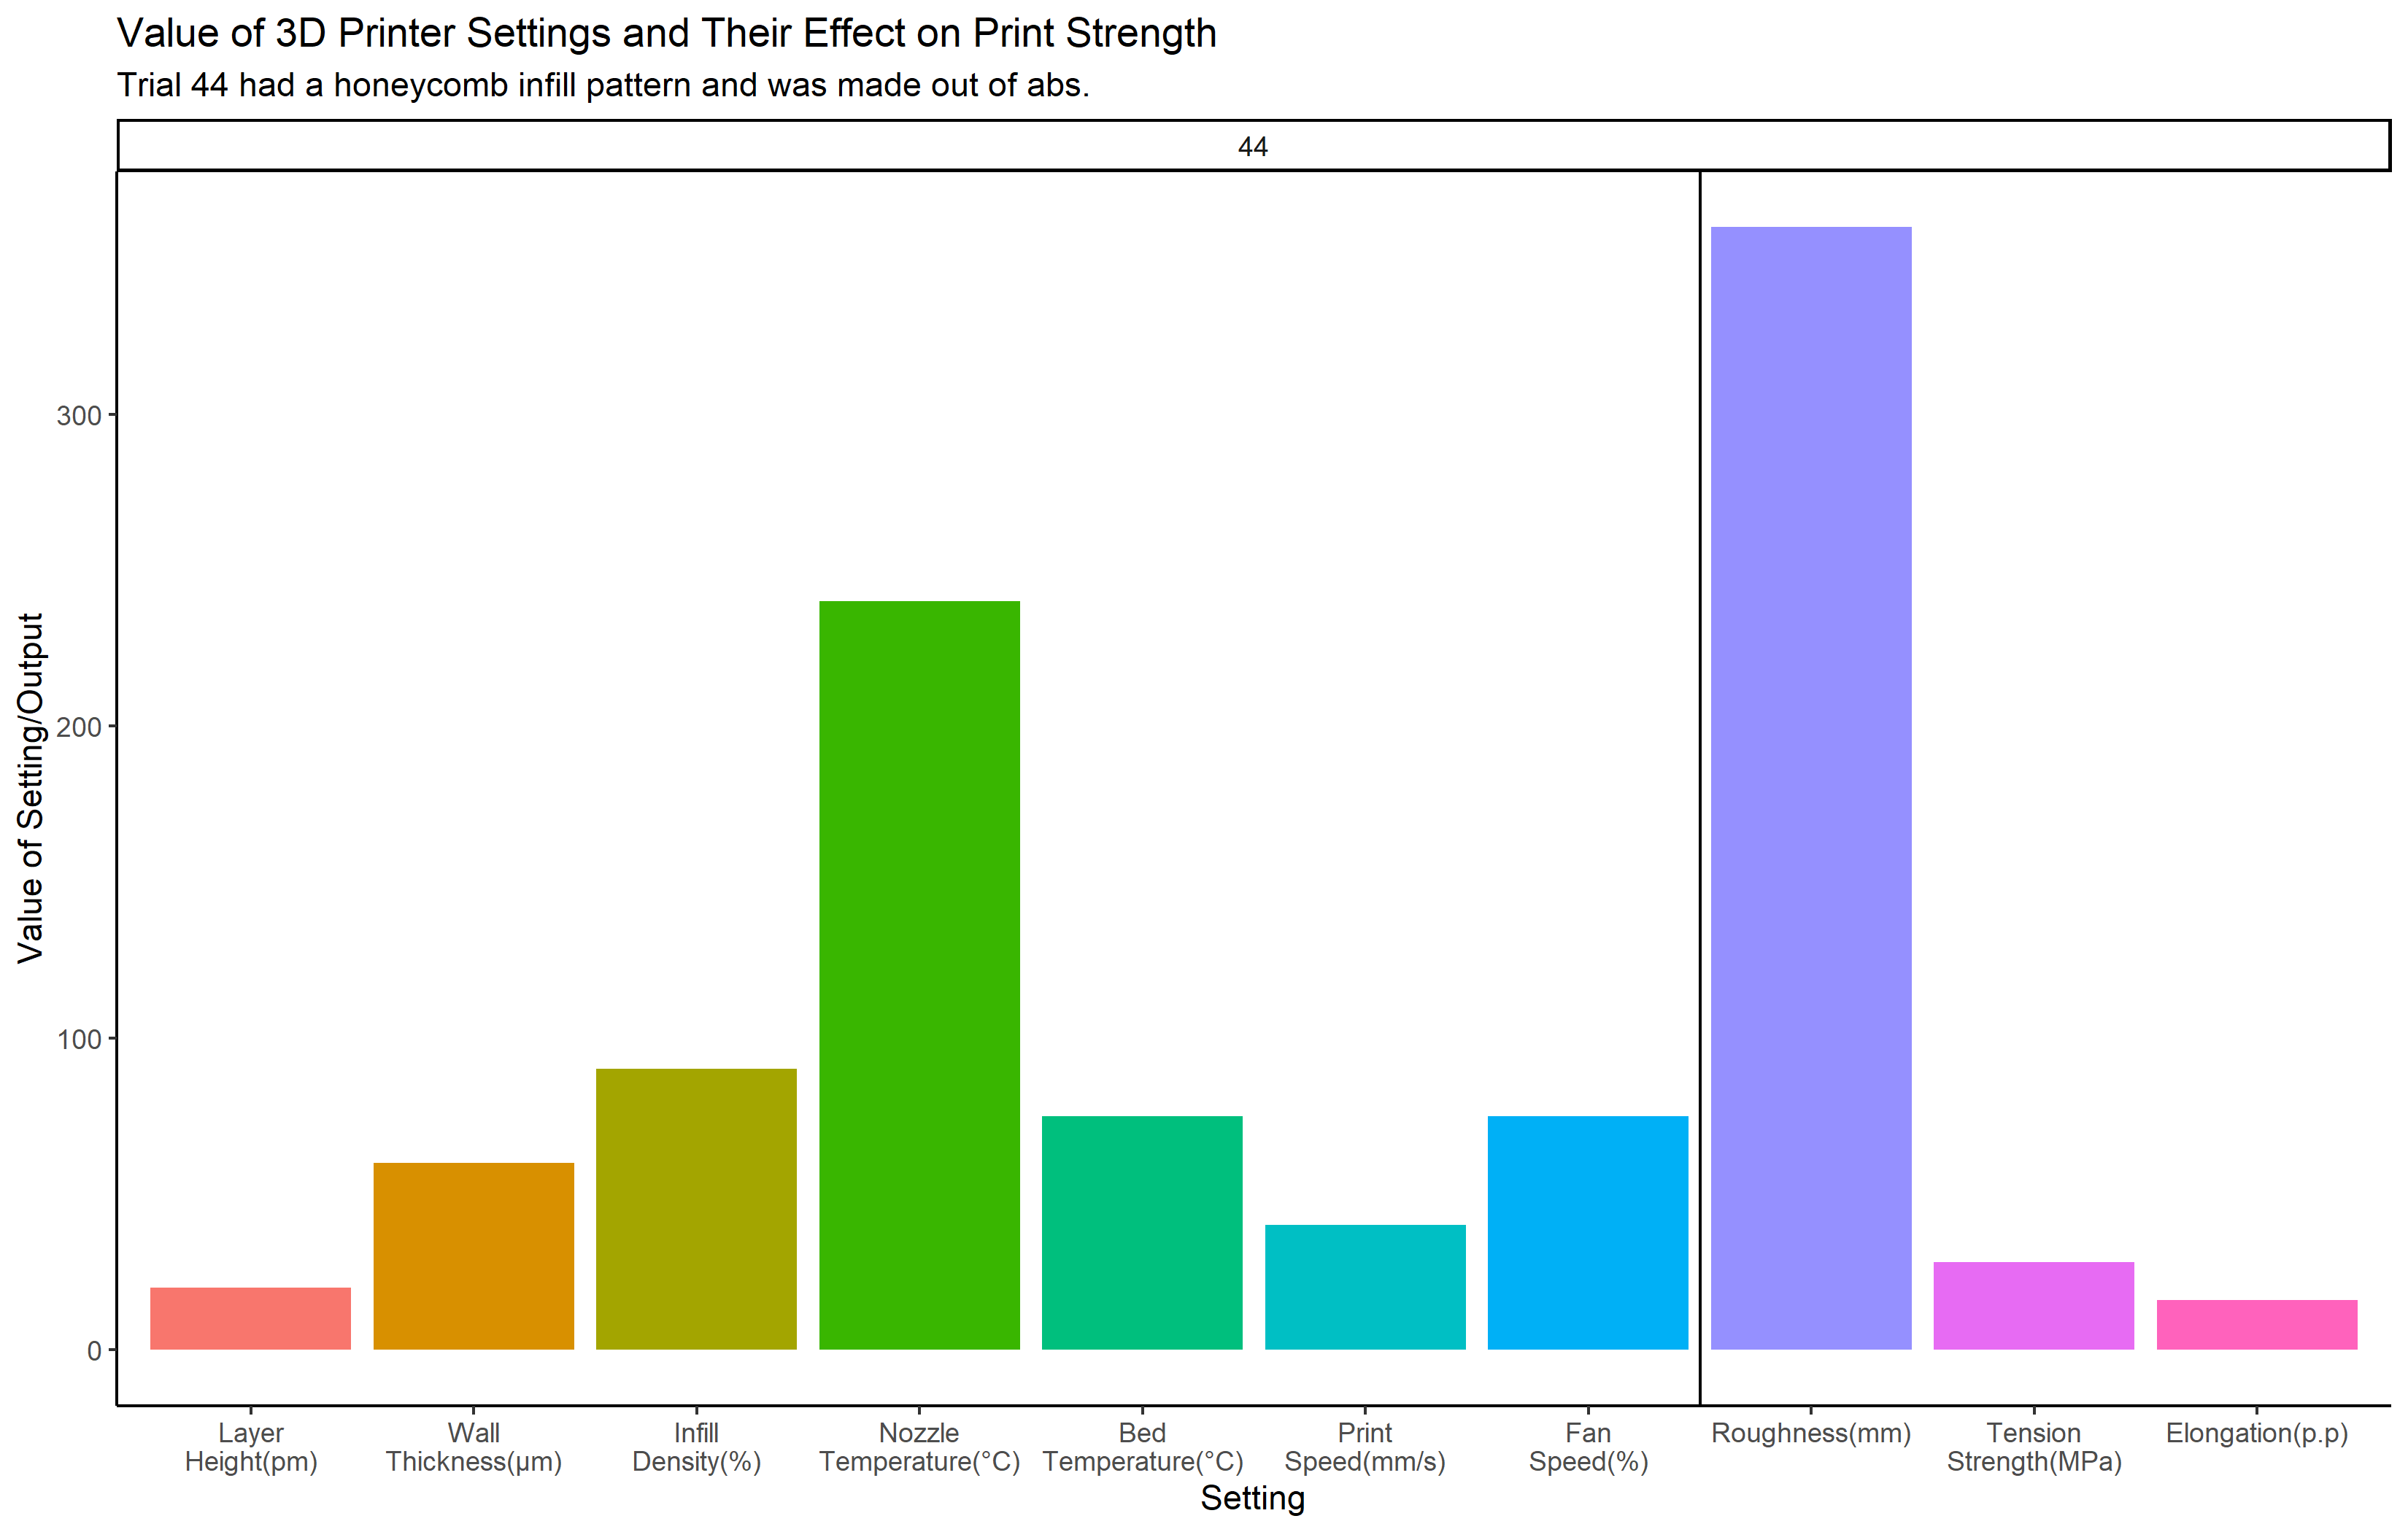 Value of 3D Printer Settings and Their Effect on Print Strength
Trial 44 had a honeycomb infill pattern and was made out of abs.
44
Value of Setting/Output
300
200
100
0
Layer
Height(pm)
Wall
Thickness(µm)
Infill
Density(%)
Nozzle
Temperature(°C)
Bed
Temperature(°C)
Print
Speed(mm/s)
Fan
Speed(%)
Roughness(mm)
Tension
Strength(MPa)
Elongation(p.p)
Setting